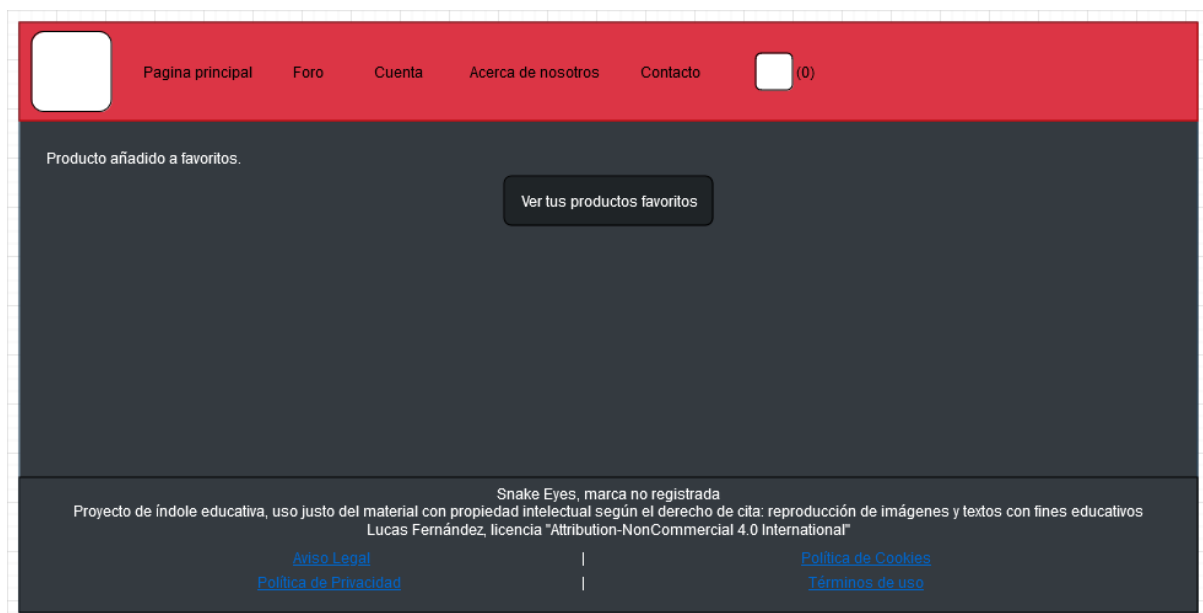 Pagina principal Foro Cuenta Acerca de nosotros Contacto (0)
Producto añadido a favoritos.
Ver tus productos favoritos
Snake Eyes, marca no registrada
Proyecto de índole educativa, uso justo del material con propiedad intelectual según el derecho de cita: reproducción de imágenes y textos con fines educativos
Lucas Fernández, licencia "Attribution-NonCommercial 4.0 International"
Aviso Legal | Política de Cookies
Política de Privacidad | Términos de uso